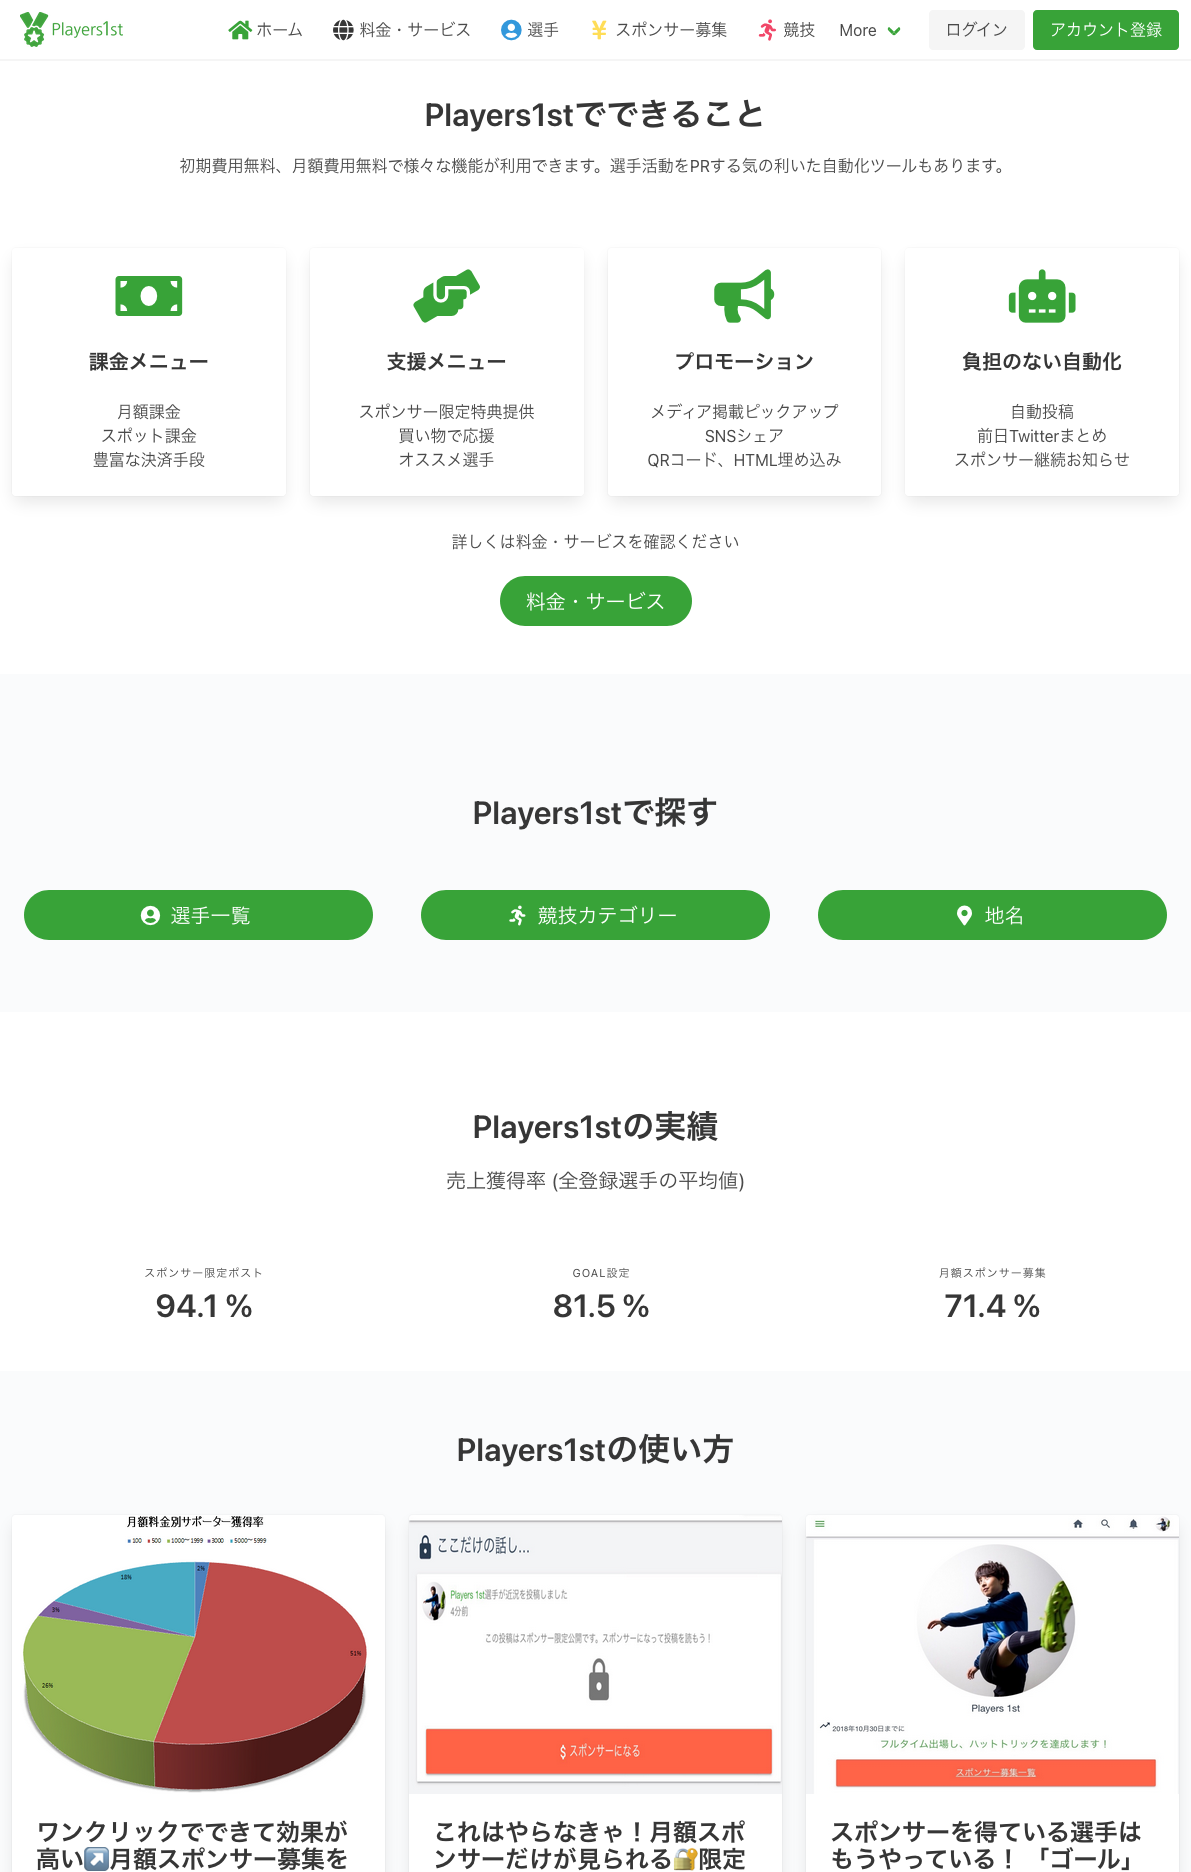 Players1st
ホーム
料金・サービス
選手
スポンサー募集
競技
More
ログイン
アカウント登録
Players1stでできること
初期費用無料、月額費用無料で様々な機能が利用できます。選手活動をPRする気の利いた自動化ツールもあります。
課金メニュー
月額課金
スポット課金
豊富な決済手段
支援メニュー
スポンサー限定特典提供
買い物で応援
オススメ選手
プロモーション
メディア掲載ピックアップ
SNSシェア
QRコード、HTML埋め込み
負担のない自動化
自動投稿
前日Twitterまとめ
スポンサー継続お知らせ
詳しくは料金・サービスを確認ください
料金・サービス
Players1stで探す
選手一覧
競技カテゴリー
地名
Players1stの実績
売上獲得率 (全登録選手の平均値)
スポンサー限定ポスト
94.1 %
GOAL設定
81.5 %
月額スポンサー募集
71.4 %
Players1stの使い方
月額料金別サポーター獲得率
100 500 1000〜1999 3000 5000〜5999
2%
18%
3%
51%
26%
ワンクリックでできて効果が
高い↗月額スポンサー募集を
ここだけの話し...
Players 1st選手が近況を投稿しました
4分前
この投稿はスポンサー限定公開です。スポンサーになって投稿を読もう！
$ スポンサーになる
これはやらなきゃ！月額スポ
ンサーだけが見られる🔐限定
Players 1st
2018年10月30日までに
フルタイム出場し、ハットトリックを達成します！
スポンサー募集一覧
スポンサーを得ている選手は
もうやっている！「ゴール」